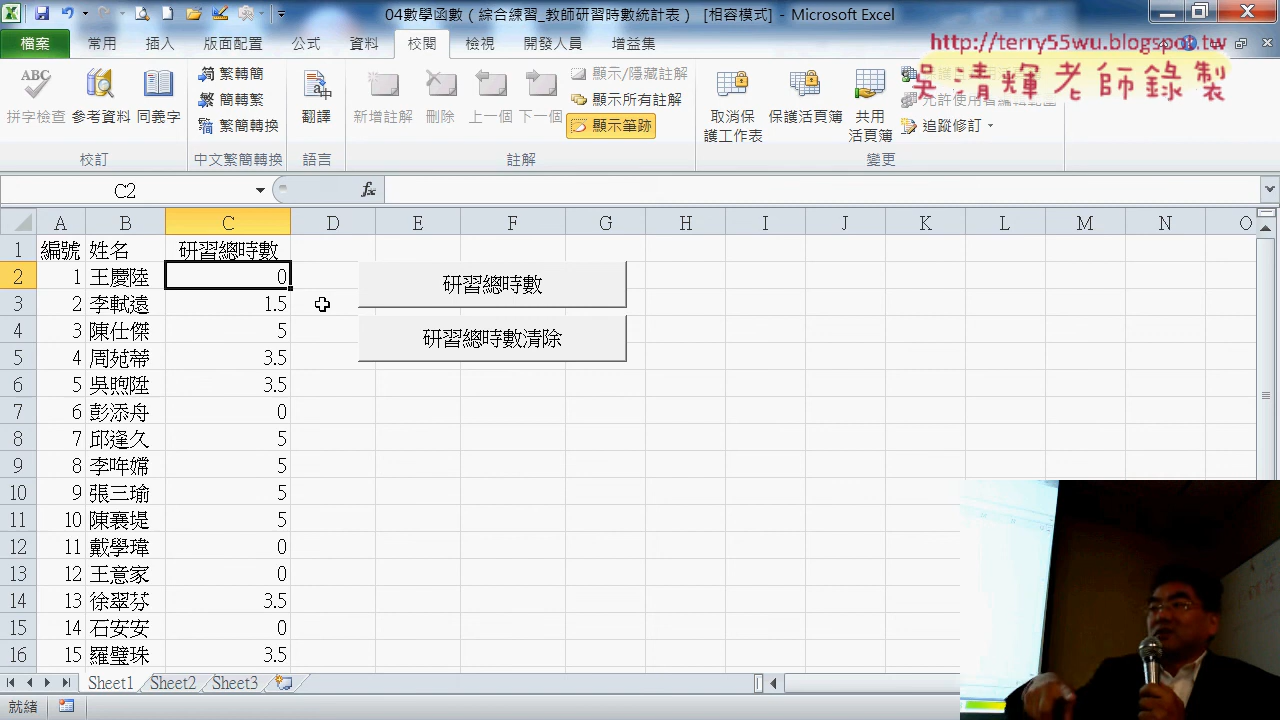 04數學函數（綜合練習_教師研習時數統計表） [相容模式] - Microsoft Excel
檔案 常用 插入 版面配置 公式 資料 校閱 檢視 開發人員 增益集
http://terry55wu.blogspot.tw
吳清輝老師錄製
拼字檢查 參考資料 同義字
校訂
繁轉簡
簡轉繁
繁簡轉換
中文繁簡轉換
翻譯
語言
新增註解 刪除 上一個 下一個
顯示/隱藏註解
顯示所有註解
顯示筆跡
註解
取消保護工作表 保護活頁簿 共用活頁簿
允許使用者編輯範圍
追蹤修訂
變更
C2 fx
A B C D E F G H I J K L M N O
1 編號 姓名 研習總時數
2 1 王慶陸 0
3 2 李軾遠 1.5
4 3 陳仕傑 5
5 4 周苑蒂 3.5
6 5 吳煦陞 3.5
7 6 彭添舟 0
8 7 邱逢久 5
9 8 李哖嫦 5
10 9 張三瑜 5
11 10 陳襄堤 5
12 11 戴學瑋 0
13 12 王意家 0
14 13 徐翠芬 3.5
15 14 石安安 0
16 15 羅璧珠 3.5
研習總時數
研習總時數清除
Sheet1 Sheet2 Sheet3
就緒